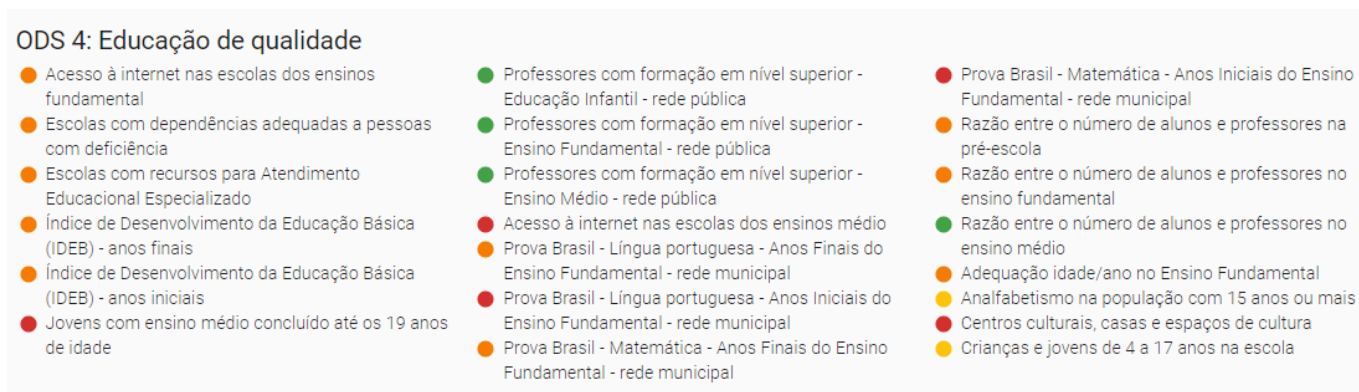 ODS 4: Educação de qualidade
Acesso à internet nas escolas dos ensinos
fundamental
Escolas com dependências adequadas a pessoas
com deficiência
Escolas com recursos para Atendimento
Educacional Especializado
Índice de Desenvolvimento da Educação Básica
(IDEB) - anos finais
Índice de Desenvolvimento da Educação Básica
(IDEB) - anos iniciais
Jovens com ensino médio concluído até os 19 anos
de idade
Professores com formação em nível superior -
Educação Infantil - rede pública
Professores com formação em nível superior -
Ensino Fundamental - rede pública
Professores com formação em nível superior -
Ensino Médio - rede pública
Acesso à internet nas escolas dos ensinos médio
Prova Brasil - Língua portuguesa - Anos Finais do
Ensino Fundamental - rede municipal
Prova Brasil - Língua portuguesa - Anos Iniciais do
Ensino Fundamental - rede municipal
Prova Brasil - Matemática - Anos Finais do Ensino
Fundamental - rede municipal
Prova Brasil - Matemática - Anos Iniciais do Ensino
Fundamental - rede municipal
Razão entre o número de alunos e professores na
pré-escola
Razão entre o número de alunos e professores no
ensino fundamental
Razão entre o número de alunos e professores no
ensino médio
Adequação idade/ano no Ensino Fundamental
Analfabetismo na população com 15 anos ou mais
Centros culturais, casas e espaços de cultura
Crianças e jovens de 4 a 17 anos na escola